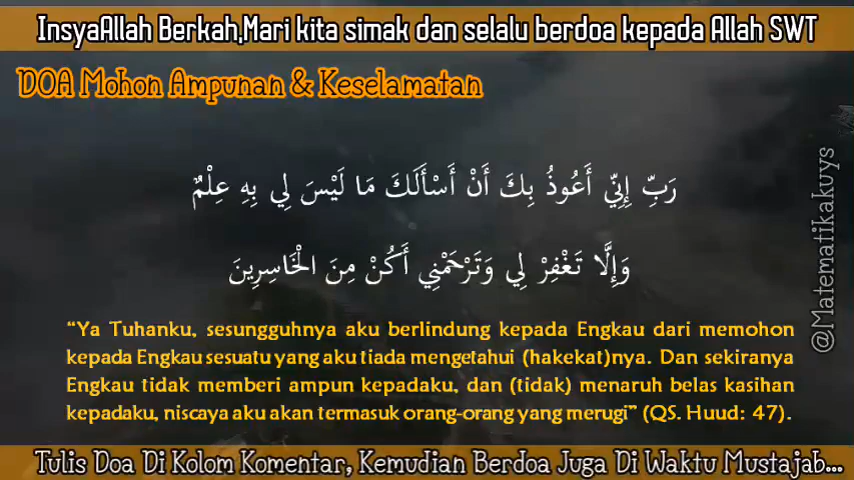 InsyaAllah Berkah,Mari kita simak dan selalu berdoa kepada Allah SWT
DOA Mohon Ampunan & Keselamatan
رَبِّ إِنِّي أَعُوذُ بِكَ أَنْ أَسْأَلَكَ مَا لَيْسَ لِي بِهِ عِلْمٌ
وَإِلَّا تَغْفِرْ لِي وَتَرْحَمْنِي أَكُنْ مِنَ الْخَاسِرِينَ
“Ya Tuhanku, sesungguhnya aku berlindung kepada Engkau dari memohon
kepada Engkau sesuatu yang aku tiada mengetahui (hakekat)nya. Dan sekiranya
Engkau tidak memberi ampun kepadaku, dan (tidak) menaruh belas kasihan
kepadaku, niscaya aku akan termasuk orang-orang yang merugi” (QS. Huud: 47).
@Matematikakuys
Tulis Doa Di Kolom Komentar, Kemudian Berdoa Juga Di Waktu Mustajab...